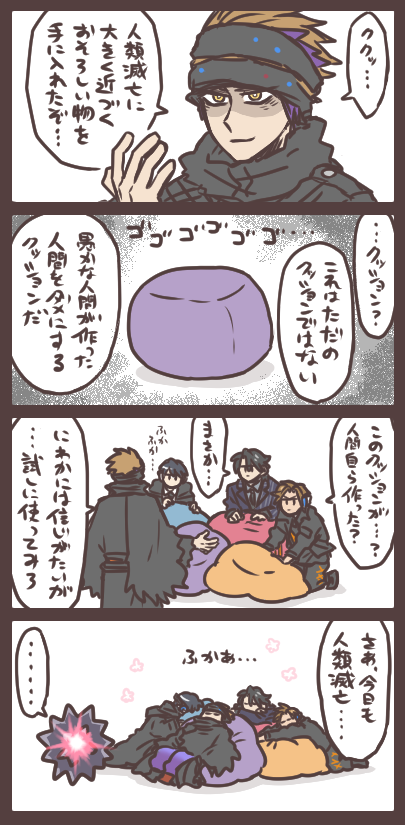 ククッ…
人類滅亡に
大きく近づく
おそろしい物を
手に入れたぞ…
…クッション?
ゴゴゴゴゴゴ····
これはただの
クッションではない
愚かな人間が作った
人間をダメにする
クッションだ
このクッションが…?
人間自ら作った?
まさか…
ふかふか…
にわかには信じがたいが
…試しに使ってみろ
さあ、今日も
人類滅亡…
ふかあ…
・・・・・・